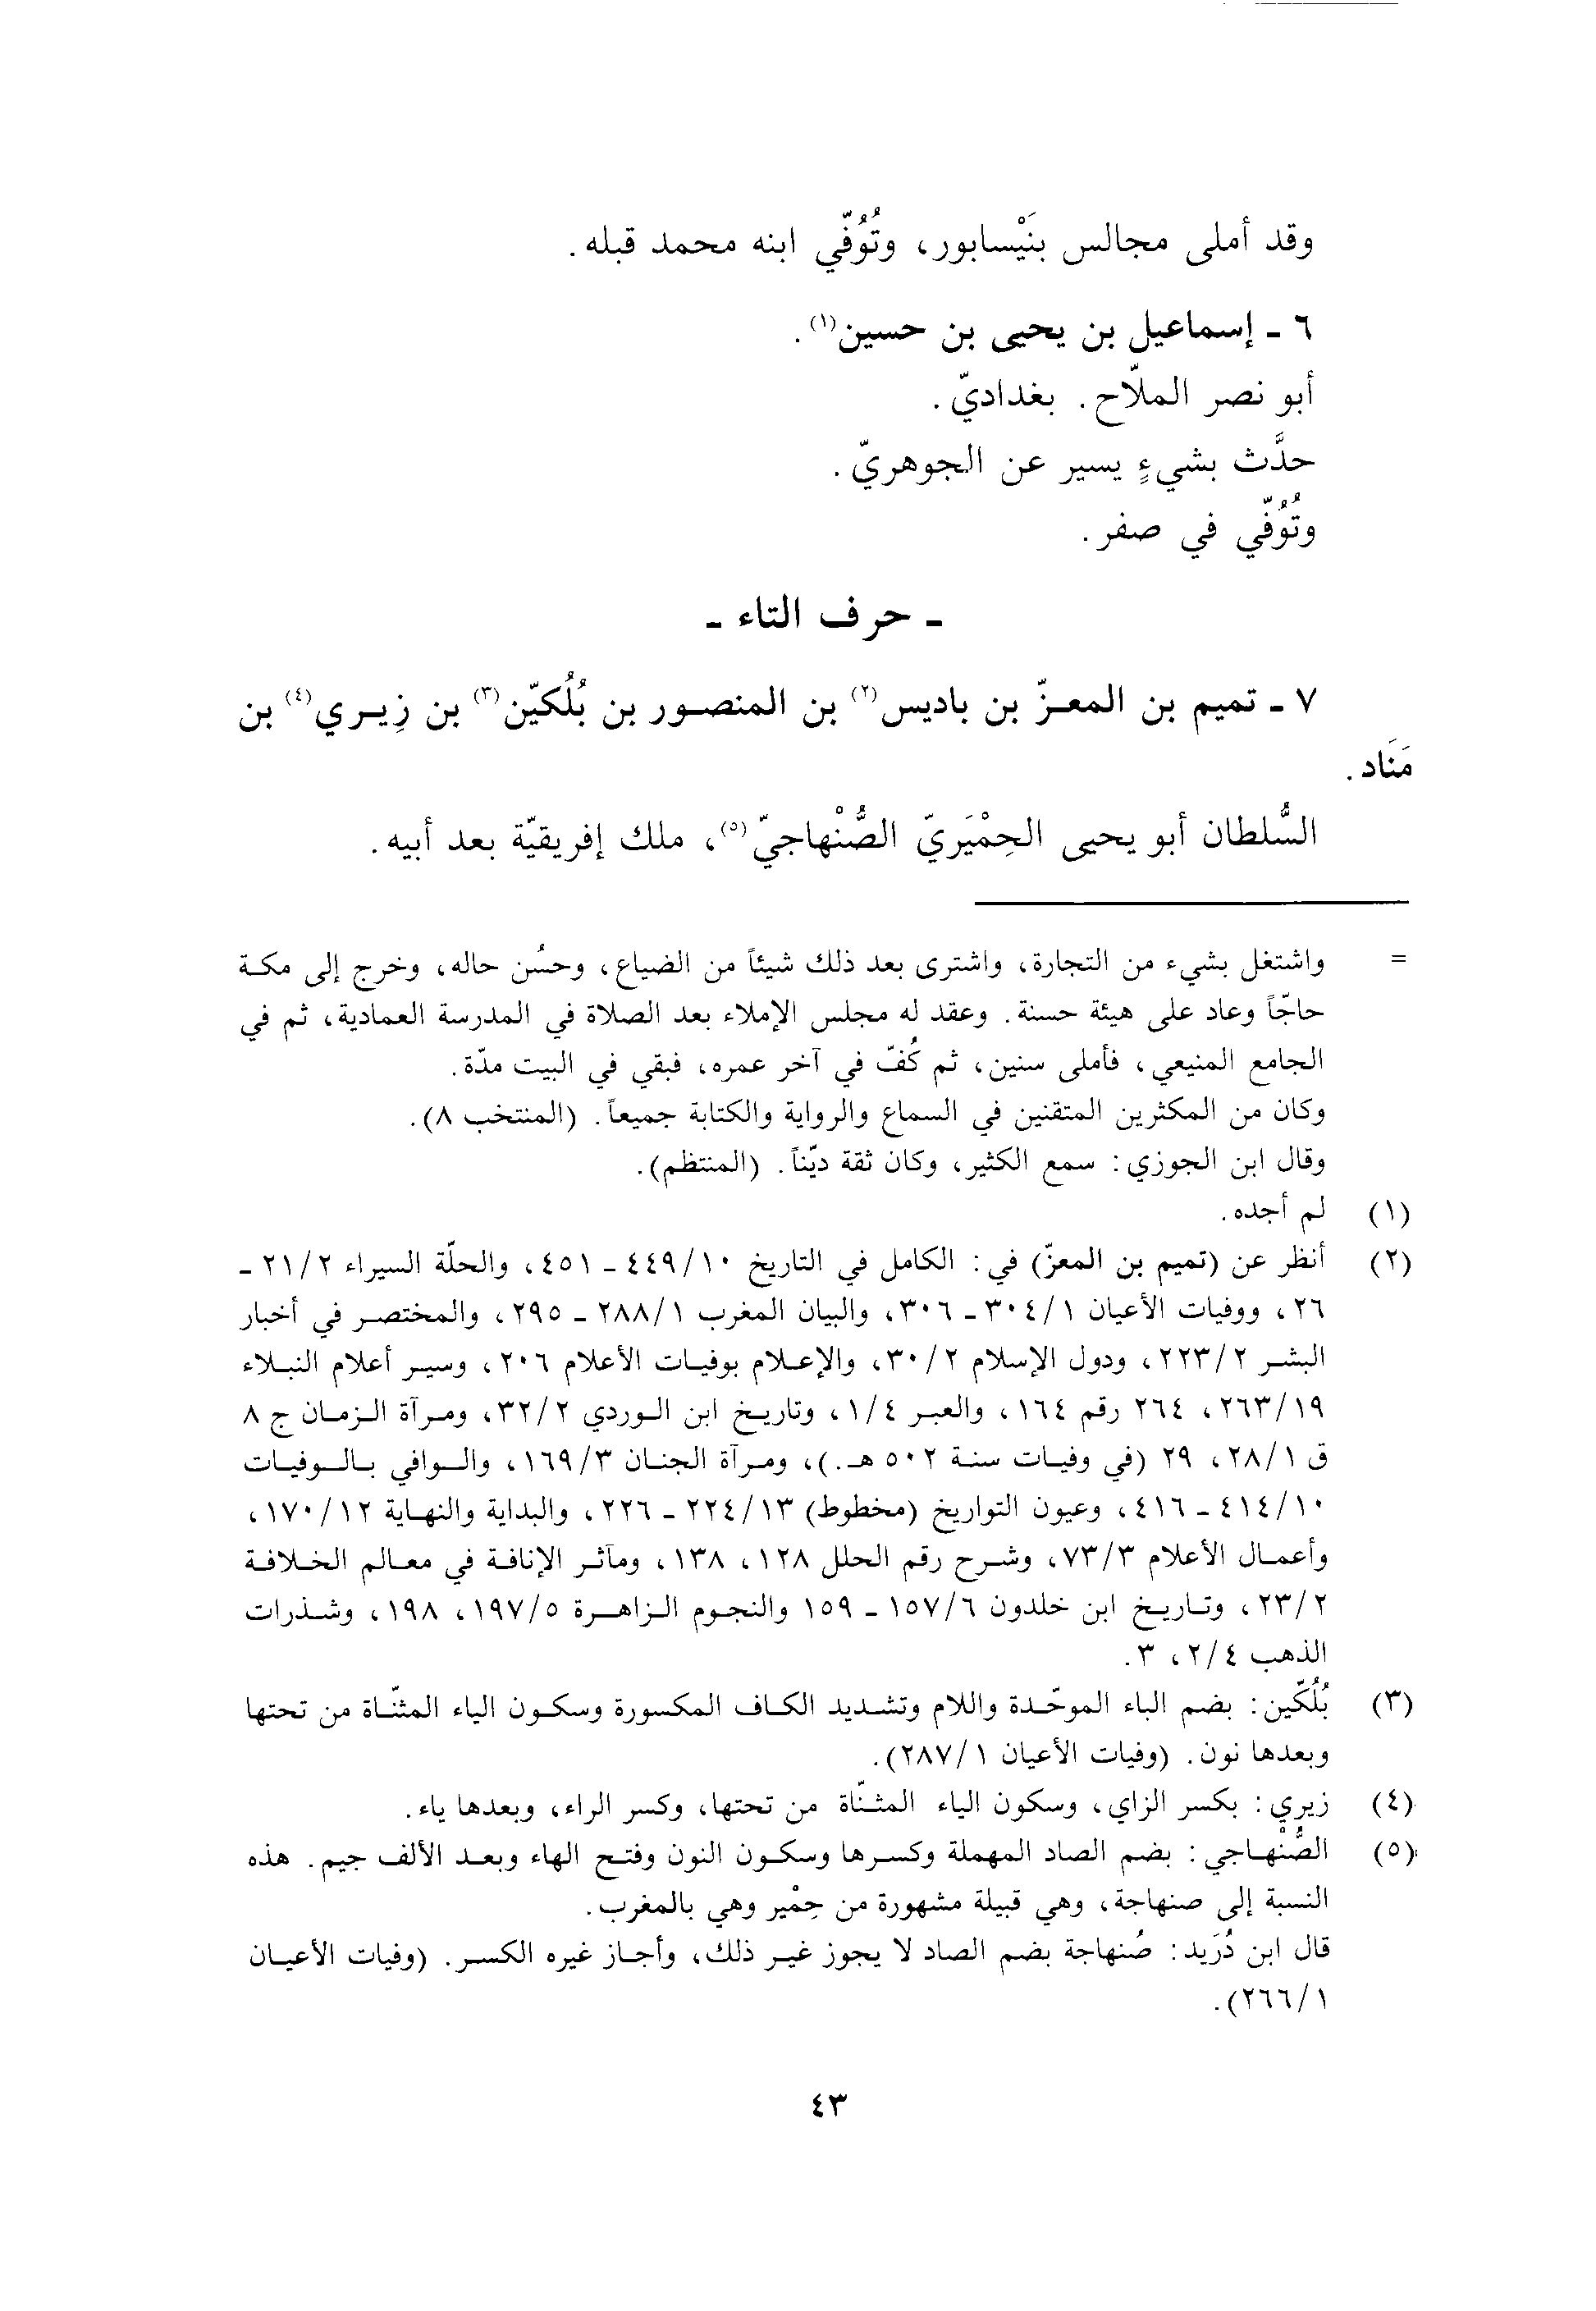 وقد أملى مجالس بنَيْسابور، وتُوُفّي ابنه محمد قبله.
٦ ـ إسماعيل بن يحيى بن حسين(١).
أبو نصر الملّاح. بغداديّ.
حدَّث بشيءٍ يسير عن الجوهريّ.
وتُوُفّي في صفر.
ـ حرف التاء ـ
٧ ـ تميم بن المعزّ بن باديس(٢) بن المنصور بن بُلُكيّن(٣) بن زِيري(٤) بن
مَنَاد.
السُّلطان أبو يحيى الحِمْيَريّ الصُّنْهاجيّ(٥)، ملك إفريقيّة بعد أبيه.
= واشتغل بشيء من التجارة، واشترى بعد ذلك شيئاً من الضياع، وحسُن حاله، وخرج إلى مكة
حاجّاً وعاد على هيئة حسنة. وعقد له مجلس الإملاء بعد الصلاة في المدرسة العمادية، ثم في
الجامع المنيعي، فأملى سنين، ثم كُفّ في آخر عمره، فبقي في البيت مدّة.
وكان من المكثرين المتقنين في السماع والرواية والكتابة جميعاً. (المنتخب ٨).
وقال ابن الجوزي: سمع الكثير، وكان ثقة ديّناً. (المنتظم).
(١) لم أجده.
(٢) أنظر عن (تميم بن المعزّ) في: الكامل في التاريخ ٤٤٩/١٠ ـ ٤٥١، والحلّة السيراء ٢١/٢ ـ
٢٦، ووفيات الأعيان ٣٠٤/١ ـ ٣٠٦، والبيان المغرب ٢٨٨/١ ـ ٢٩٥، والمختصر في أخبار
البشر ٢٢٣/٢، ودول الإسلام ٣٠/٢، والإعلام بوفيات الأعلام ٢٠٦، وسير أعلام النبلاء
٢٦٣/١٩، ٢٦٤ رقم ١٦٤، والعبر ١/٤، وتاريخ ابن الوردي ٣٢/٢، ومرآة الزمان ج ٨
ق ٢٨/١، ٢٩ (في وفيات سنة ٥٠٢ هـ.)، ومرآة الجنان ١٦٩/٣، والوافي بالوفيات
٤١٤/١٠ ـ ٤١٦، وعيون التواريخ (مخطوط) ٢٢٤/١٣ ـ ٢٢٦، والبداية والنهاية ١٧٠/١٢،
وأعمال الأعلام ٧٣/٣، وشرح رقم الحلل ١٢٨، ١٣٨، ومآثر الإنافة في معالم الخلافة
٢٣/٢، وتاريخ ابن خلدون ١٥٧/٦ ـ ١٥٩ والنجوم الزاهرة ١٩٧/٥، ١٩٨، وشذرات
الذهب ٢/٤، ٣.
(٣) بُلُكّين: بضم الباء الموحّدة واللام وتشديد الكاف المكسورة وسكون الياء المثنّاة من تحتها
وبعدها نون. (وفيات الأعيان ٢٨٧/١).
(٤) زيري: بكسر الزاي، وسكون الياء المثنّاة من تحتها، وكسر الراء، وبعدها ياء.
(٥) الصُّنْهاجي: بضم الصاد المهملة وكسرها وسكون النون وفتح الهاء وبعد الألف جيم. هذه
النسبة إلى صنهاجة، وهي قبيلة مشهورة من حِمْير وهي بالمغرب.
قال ابن دُرَيد: صُنهاجة بضم الصاد لا يجوز غير ذلك، وأجاز غيره الكسر. (وفيات الأعيان
٢٦٦/١).
٤٣